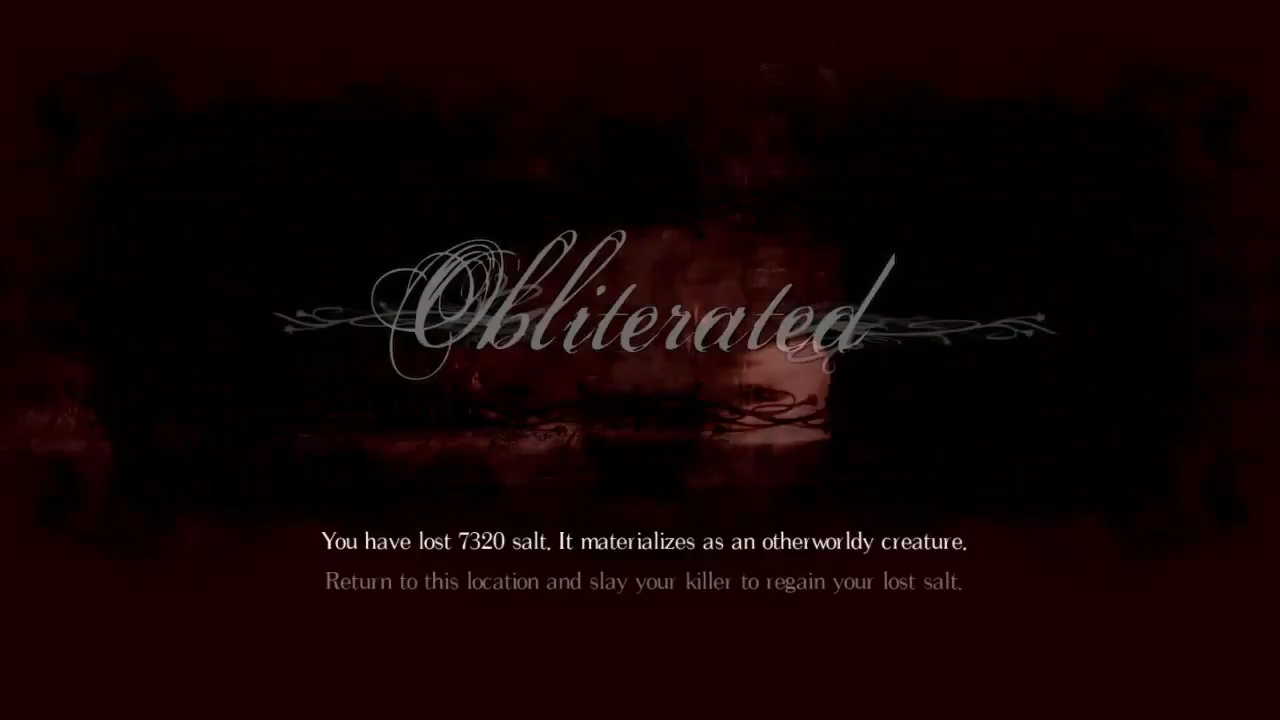 Obliterated
You have lost 7320 salt. It materializes as an otherworldy creature.
Return to this location and slay your killer to regain your lost salt.